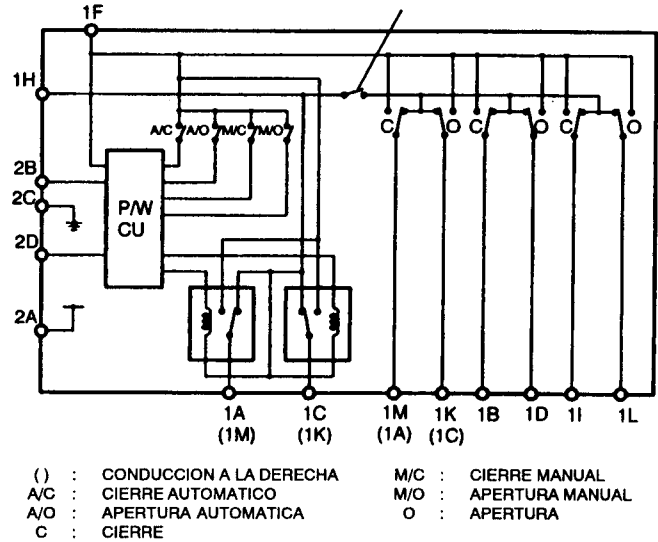 1F
1H
A/C A/O M/C M/O
C O C O C O
2B
2C
P/W
CU
2D
2A
1A 1C 1M 1K 1B 1D 1I 1L
(1M) (1K) (1A) (1C)
( ) : CONDUCCION A LA DERECHA
A/C : CIERRE AUTOMATICO
A/O : APERTURA AUTOMATICA
C : CIERRE
M/C : CIERRE MANUAL
M/O : APERTURA MANUAL
O : APERTURA